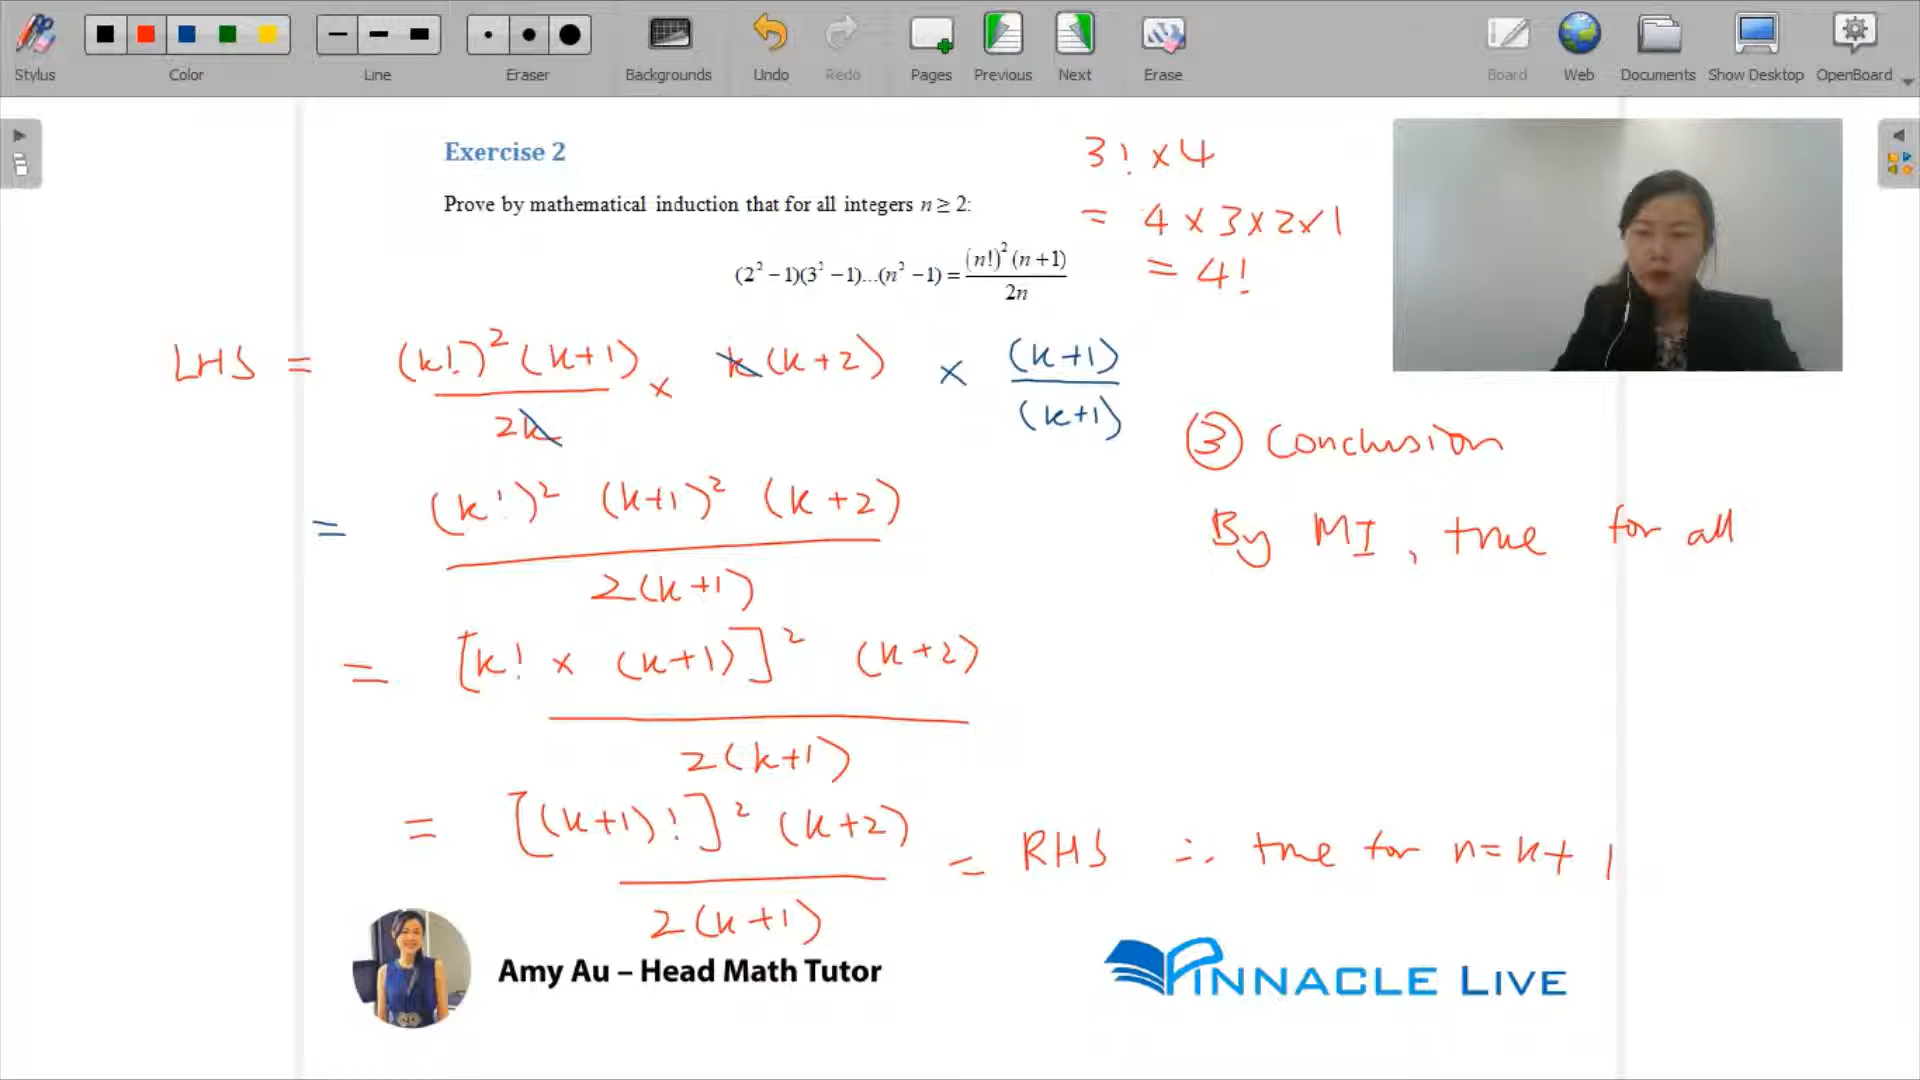 Stylus
Color
Line
Eraser
Backgrounds
Undo
Redo
Pages
Previous
Next
Erase
Board
Web
Documents
Show Desktop
OpenBoard
Exercise 2
Prove by mathematical induction that for all integers n ≥ 2:
(2² −1)(3² −1)...(n² −1) = (n!)² (n+1) / 2n
3! × 4
= 4 × 3 × 2 × 1
= 4!
LHS = (k!)² (k+1) / 2k × k(k+2) × (k+1) / (k+1)
= (k!)² (k+1)² (k+2) / 2(k+1)
= [k! × (k+1)]² (k+2) / 2(k+1)
= [(k+1)!]² (k+2) / 2(k+1) = RHS ∴ true for n=k+1
③ Conclusion
By MI, true for all
Amy Au – Head Math Tutor
PINNACLE LIVE